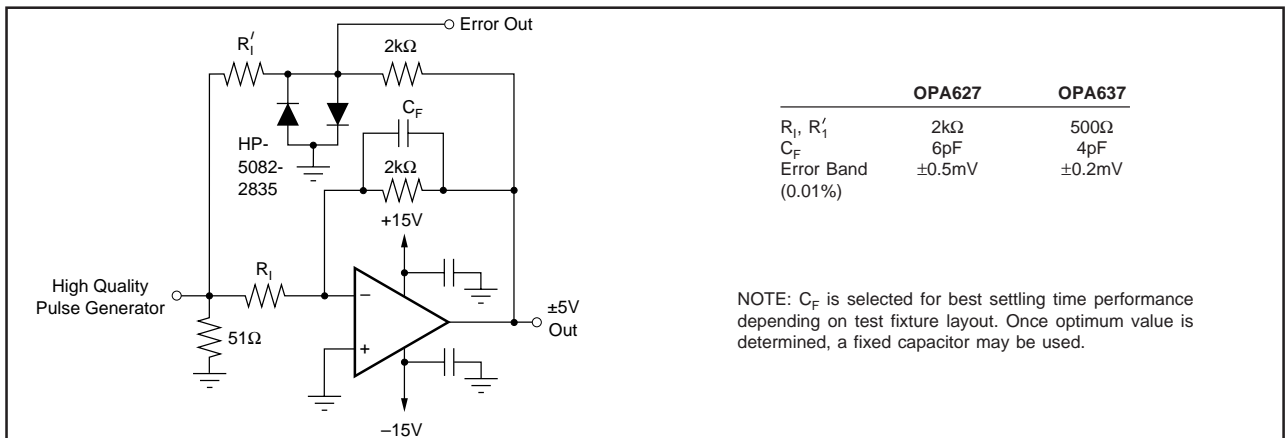 Error Out
R′I
2kΩ
CF
HP-
5082-
2835
2kΩ
+15V
High Quality
Pulse Generator
RI
–
+
51Ω
±5V
Out
–15V
OPA627 OPA637
RI, R′1 2kΩ 500Ω
CF 6pF 4pF
Error Band ±0.5mV ±0.2mV
(0.01%)
NOTE: CF is selected for best settling time performance
depending on test fixture layout. Once optimum value is
determined, a fixed capacitor may be used.